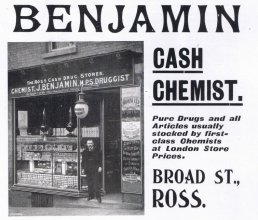 BENJAMIN
CASH
CHEMIST.
THE ROSS CASH DRUG STORES.
CHEMIST, J. BENJAMIN, M.P.S. DRUGGIST
Pure Drugs and all
Articles usually
stocked by first-
class Chemists
at London Store
Prices.
BROAD ST.,
ROSS.